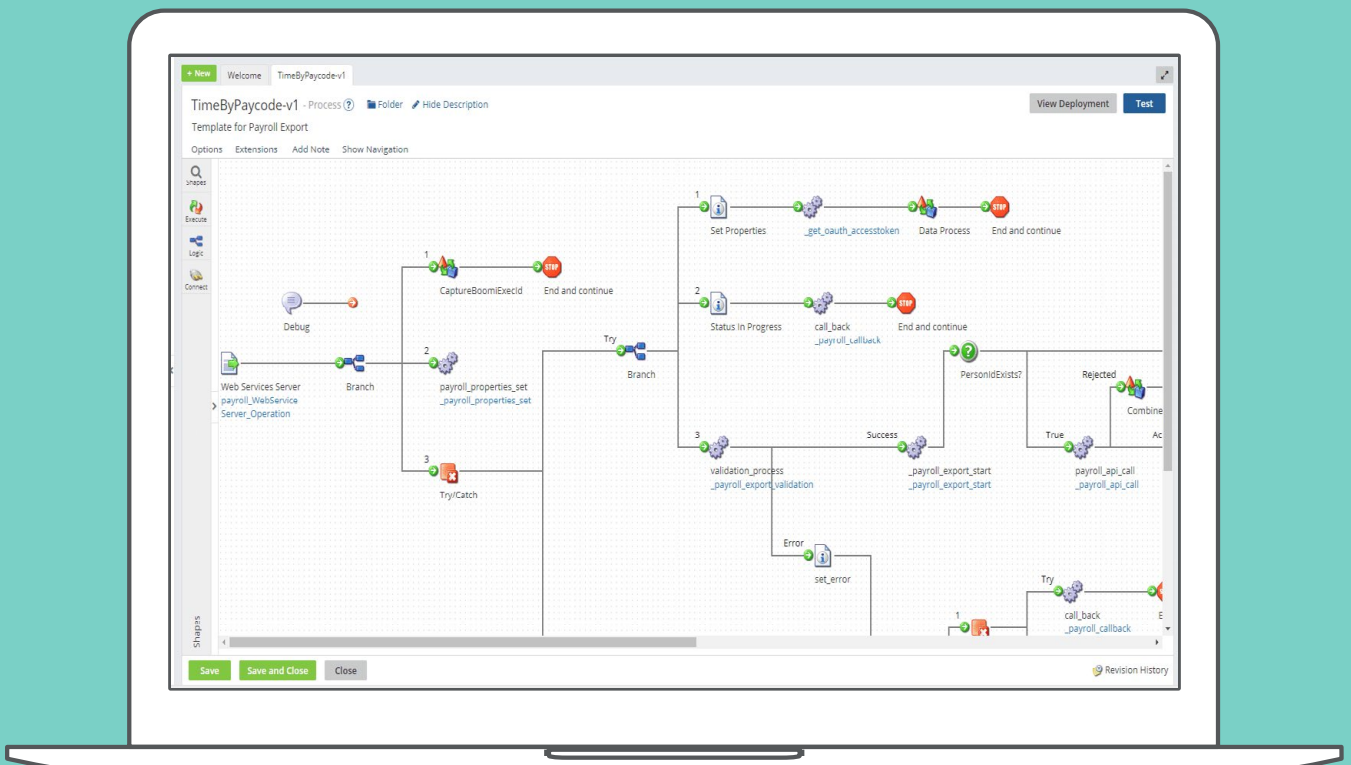 + New
Welcome
TimeByPaycode-v1
TimeByPaycode-v1 - Process ?
Folder
Hide Description
View Deployment
Test
Template for Payroll Export
Options
Extensions
Add Note
Show Navigation
Shapes
Execute
Logic
Connect
1
Set Properties
_get_oauth_accesstoken
Data Process
STOP
End and continue
1
CaptureBoomiExecId
STOP
End and continue
2
Status In Progress
call_back
_payroll_callback
STOP
End and continue
Debug
Web Services Server
payroll_WebService
Server_Operation
Branch
2
payroll_properties_set
_payroll_properties_set
Try
Branch
?
PersonIdExists?
Rejected
Combine
3
Try/Catch
3
validation_process
_payroll_export_validation
Success
_payroll_export_start
_payroll_export_start
True
Ac
payroll_api_call
_payroll_api_call
Error
set_error
Try
call_back
_payroll_callback
E
1
Shapes
Save
Save and Close
Close
Revision History